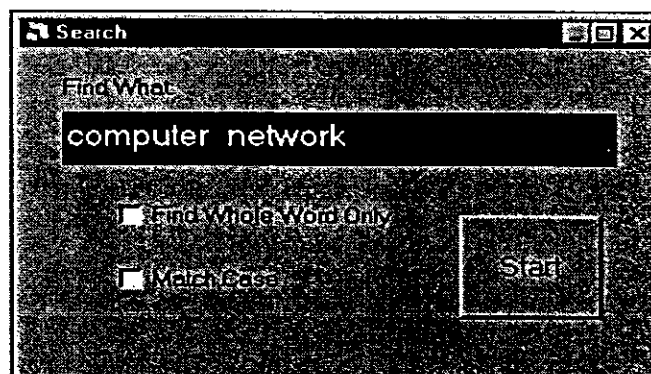 Search
Find What
computer network
Find Whole Word Only
Match Case
Start